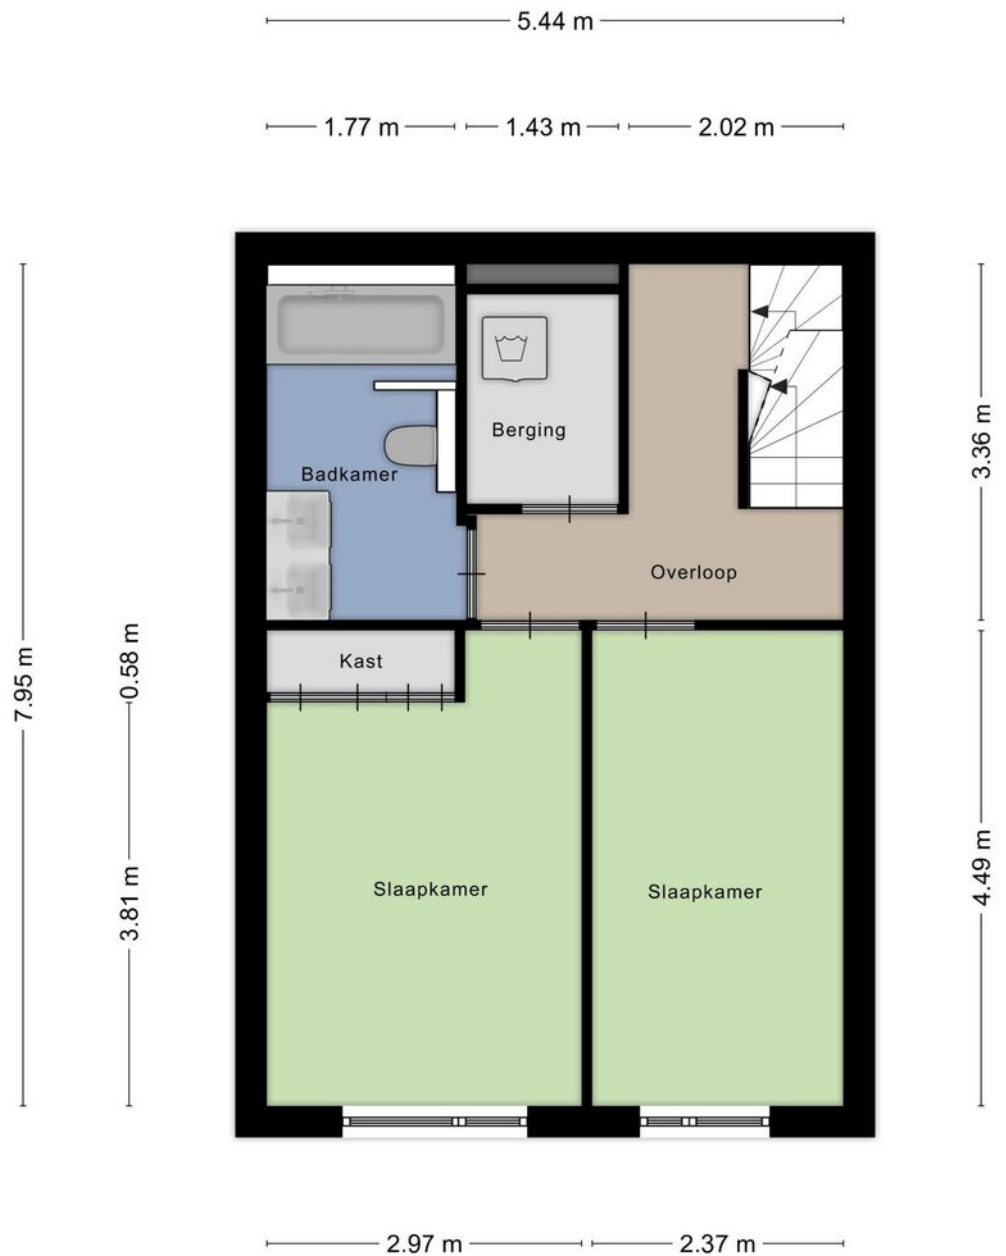 5.44 m
1.77 m
1.43 m
2.02 m
Berging
3.36 m
Badkamer
Overloop
Kast
0.58 m
7.95 m
4.49 m
Slaapkamer
Slaapkamer
3.81 m
2.97 m
2.37 m